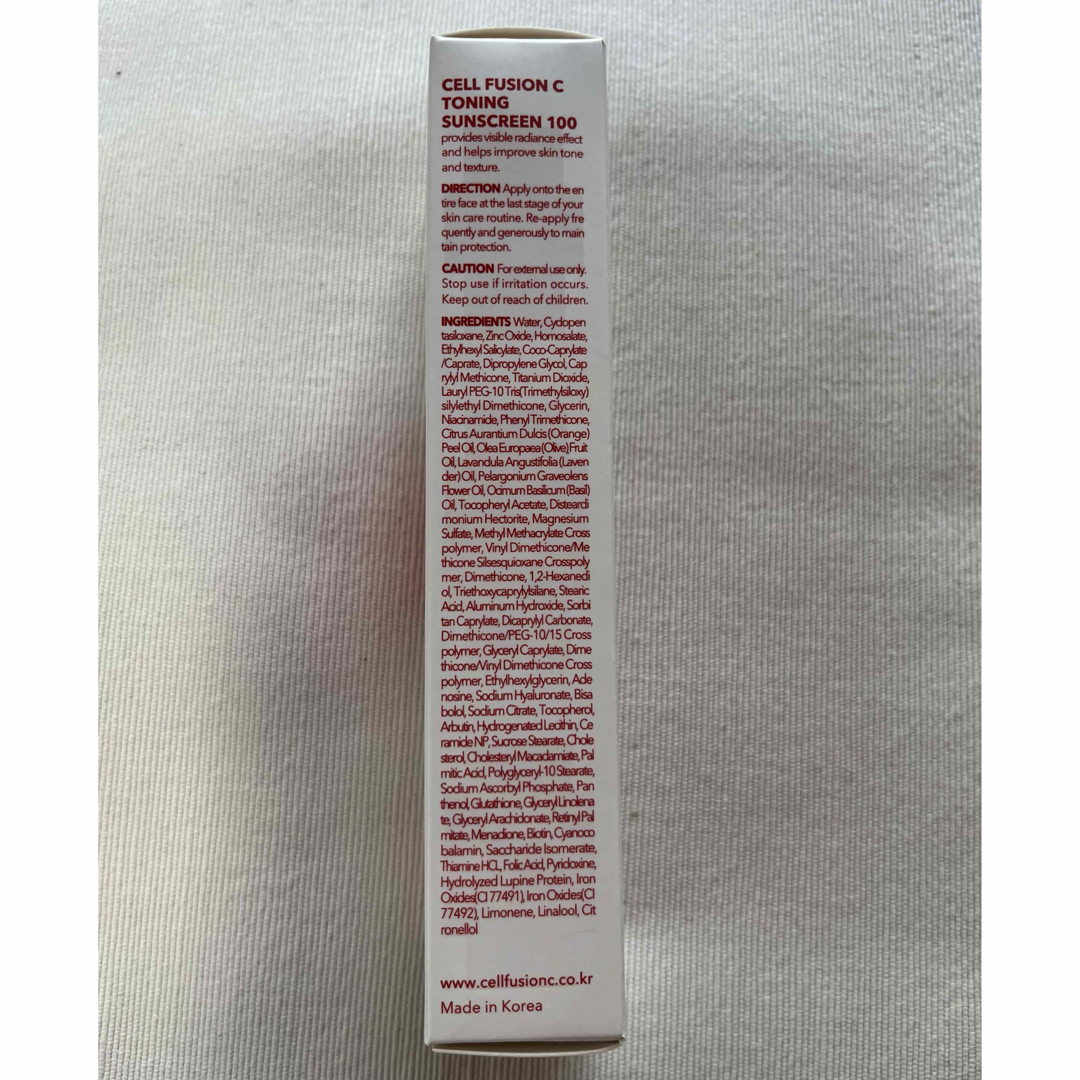 CELL FUSION C
TONING
SUNSCREEN 100
provides visible radiance effect
and helps improve skin tone
and texture.
DIRECTION Apply onto the en
tire face at the last stage of your
skin care routine. Re-apply fre
quently and generously to main
tain protection.
CAUTION For external use only.
Stop use if irritation occurs.
Keep out of reach of children.
INGREDIENTS Water, Cyclopen
tasiloxane, Zinc Oxide, Homosalate,
Ethylhexyl Salicylate, Coco-Caprylate
/Caprate, Dipropylene Glycol, Cap
rylyl Methicone, Titanium Dioxide,
Lauryl PEG-10 Tris(Trimethylsiloxy)
silylethyl Dimethicone, Glycerin,
Niacinamide, Phenyl Trimethicone,
Citrus Aurantium Dulcis (Orange)
Peel Oil, Olea Europaea (Olive) Fruit
Oil, Lavandula Angustifolia (Laven
der) Oil, Pelargonium Graveolens
Flower Oil, Ocimum Basilicum (Basil)
Oil, Tocopheryl Acetate, Disteardi
monium Hectorite, Magnesium
Sulfate, Methyl Methacrylate Cross
polymer, Vinyl Dimethicone/Me
thicone Silsesquioxane Crosspoly
mer, Dimethicone, 1,2-Hexanedi
ol, Triethoxycaprylylsilane, Stearic
Acid, Aluminum Hydroxide, Sorbi
tan Caprylate, Dicaprylyl Carbonate,
Dimethicone/PEG-10/15 Cross
polymer, Glyceryl Caprylate, Dime
thicone/Vinyl Dimethicone Cross
polymer, Ethylhexylglycerin, Ade
nosine, Sodium Hyaluronate, Bisa
bolol, Sodium Citrate, Tocopherol,
Arbutin, Hydrogenated Lecithin, Ce
ramide NP, Sucrose Stearate, Chole
sterol, Cholesteryl Macadamiate, Pal
mitic Acid, Polyglyceryl-10 Stearate,
Sodium Ascorbyl Phosphate, Pan
thenol, Glutathione, Glyceryl Linolena
te, Glyceryl Arachidonate, Retinyl Pal
mitate, Menadione, Biotin, Cyanoco
balamin, Saccharide Isomerate,
Thiamine HCL, Folic Acid, Pyridoxine,
Hydrolyzed Lupine Protein, Iron
Oxides(CI 77491), Iron Oxides(CI
77492), Limonene, Linalool, Cit
ronellol
www.cellfusionc.co.kr
Made in Korea